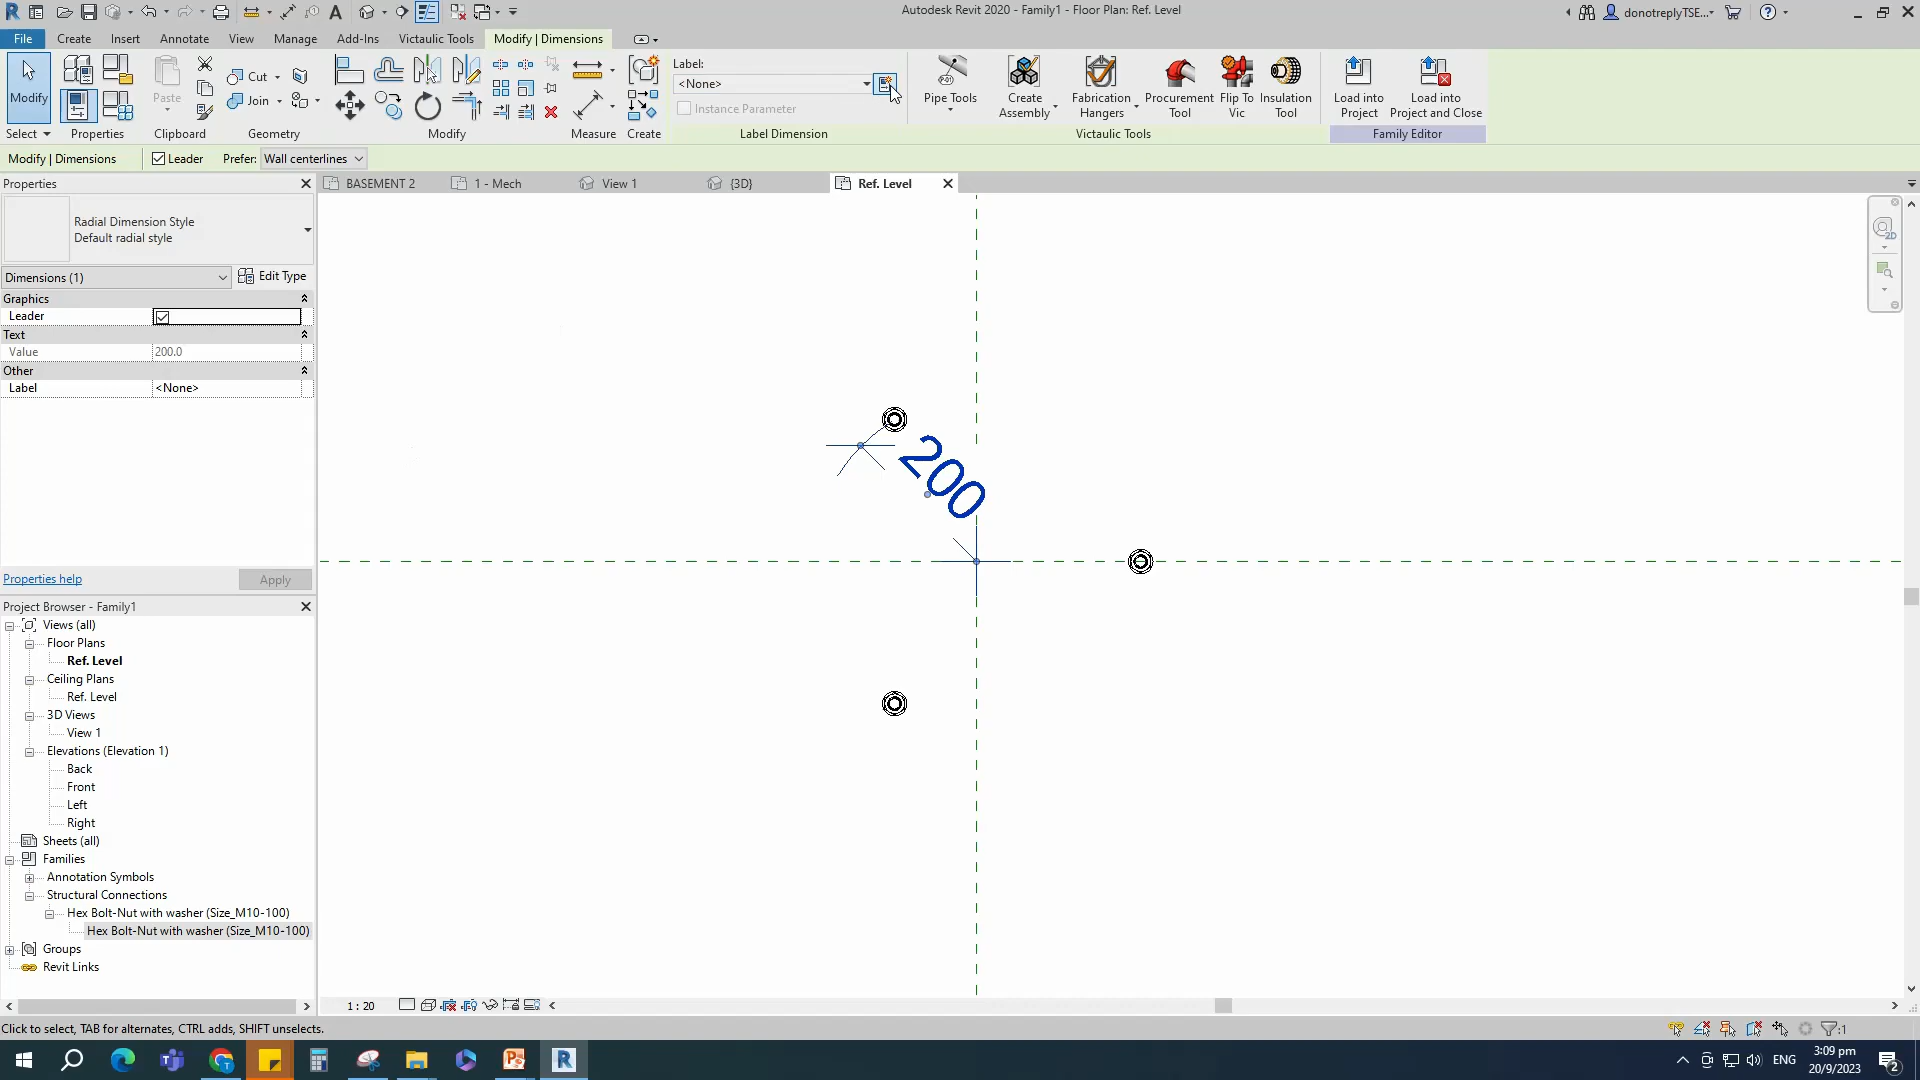 Autodesk Revit 2020 - Family1 - Floor Plan: Ref. Level
donotreplyTSE...
File Create Insert Annotate View Manage Add-Ins Victaulic Tools Modify | Dimensions
Modify
Paste
Cut
Join
Label:
<None>
Instance Parameter
Pipe Tools
Create Assembly
Fabrication Hangers
Procurement Tool
Flip To Vic
Insulation Tool
Load into Project
Load into Project and Close
Select Properties Clipboard Geometry Modify Measure Create Label Dimension Victaulic Tools Family Editor
Modify | Dimensions Leader Prefer: Wall centerlines
Properties
BASEMENT 2 1 - Mech View 1 {3D} Ref. Level
Radial Dimension Style
Default radial style
Dimensions (1) Edit Type
Graphics
Leader
Text
Value 200.0
Other
Label <None>
2D
200
Properties help Apply
Project Browser - Family1
Views (all)
Floor Plans
Ref. Level
Ceiling Plans
Ref. Level
3D Views
View 1
Elevations (Elevation 1)
Back
Front
Left
Right
Sheets (all)
Families
Annotation Symbols
Structural Connections
Hex Bolt-Nut with washer (Size_M10-100)
Hex Bolt-Nut with washer (Size_M10-100)
Groups
Revit Links
1 : 20
Click to select, TAB for alternates, CTRL adds, SHIFT unselects.
:1
ENG
3:09 pm
20/9/2023
2